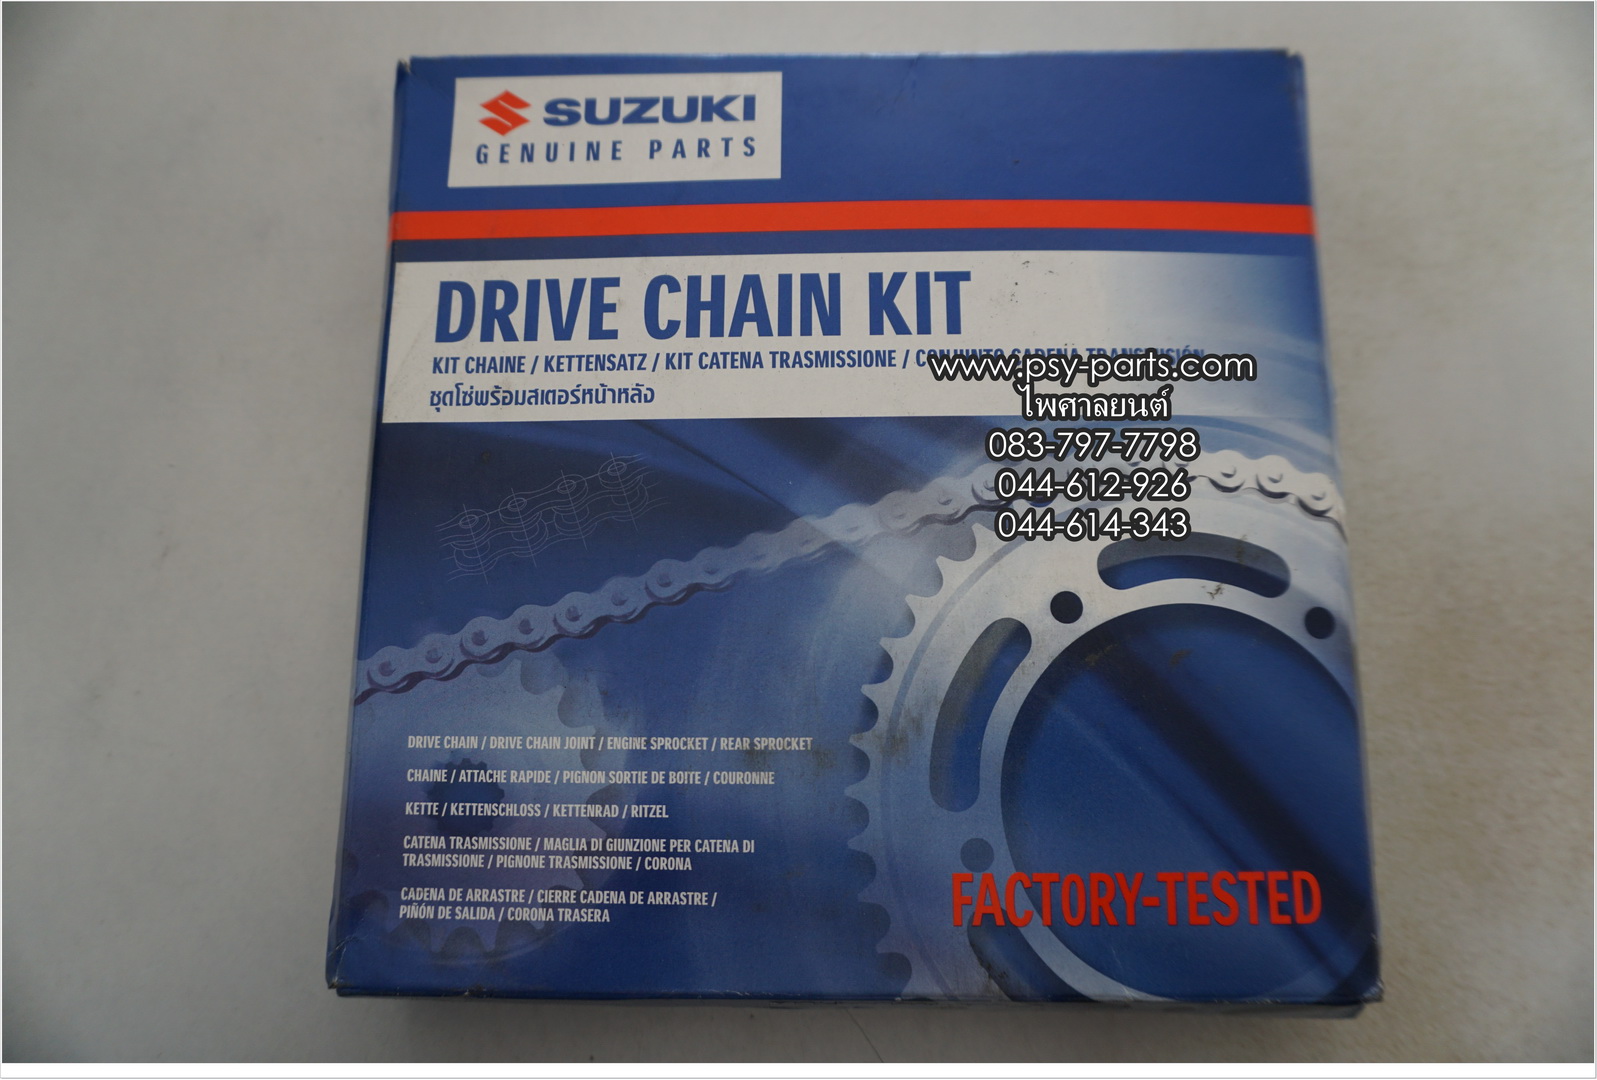 SUZUKI
GENUINE PARTS
DRIVE CHAIN KIT
KIT CHAINE / KETTENSATZ / KIT CATENA TRASMISSIONE / CONJUNTO CADENA TRANSMISIÓN
ชุดโซ่พร้อมสเตอร์หน้าหลัง
www.psy-parts.com
ไพศาลยนต์
083-797-7798
044-612-926
044-614-343
DRIVE CHAIN / DRIVE CHAIN JOINT / ENGINE SPROCKET / REAR SPROCKET
CHAINE / ATTACHE RAPIDE / PIGNON SORTIE DE BOITE / COURONNE
KETTE / KETTENSCHLOSS / KETTENRAD / RITZEL
CATENA TRASMISSIONE / MAGLIA DI GIUNZIONE PER CATENA DI
TRASMISSIONE / PIGNONE TRASMISSIONE / CORONA
CADENA DE ARRASTRE / CIERRE CADENA DE ARRASTRE /
PIÑÓN DE SALIDA / CORONA TRASERA
FACTORY-TESTED